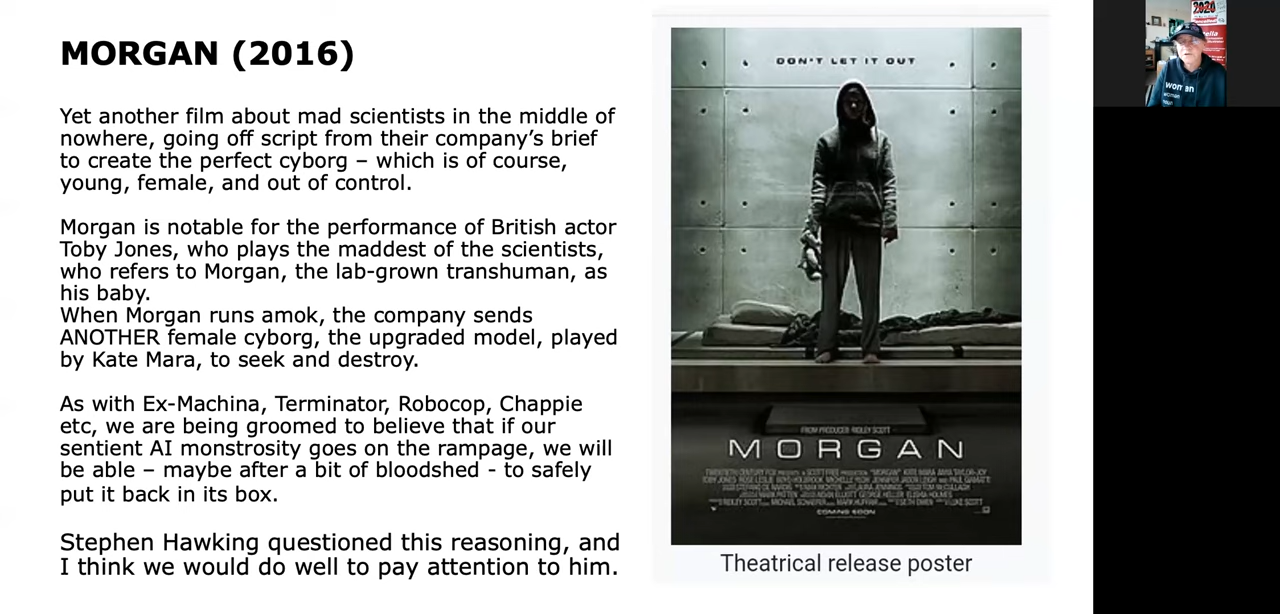 MORGAN (2016)
Yet another film about mad scientists in the middle of
nowhere, going off script from their company's brief
to create the perfect cyborg – which is of course,
young, female, and out of control.
Morgan is notable for the performance of British actor
Toby Jones, who plays the maddest of the scientists,
who refers to Morgan, the lab-grown transhuman, as
his baby.
When Morgan runs amok, the company sends
ANOTHER female cyborg, the upgraded model, played
by Kate Mara, to seek and destroy.
As with Ex-Machina, Terminator, Robocop, Chappie
etc, we are being groomed to believe that if our
sentient AI monstrosity goes on the rampage, we will
be able – maybe after a bit of bloodshed - to safely
put it back in its box.
Stephen Hawking questioned this reasoning, and
I think we would do well to pay attention to him.
DON'T LET IT OUT
FROM PRODUCER RIDLEY SCOTT
MORGAN
COMING SOON
Theatrical release poster
2020
woman
woman